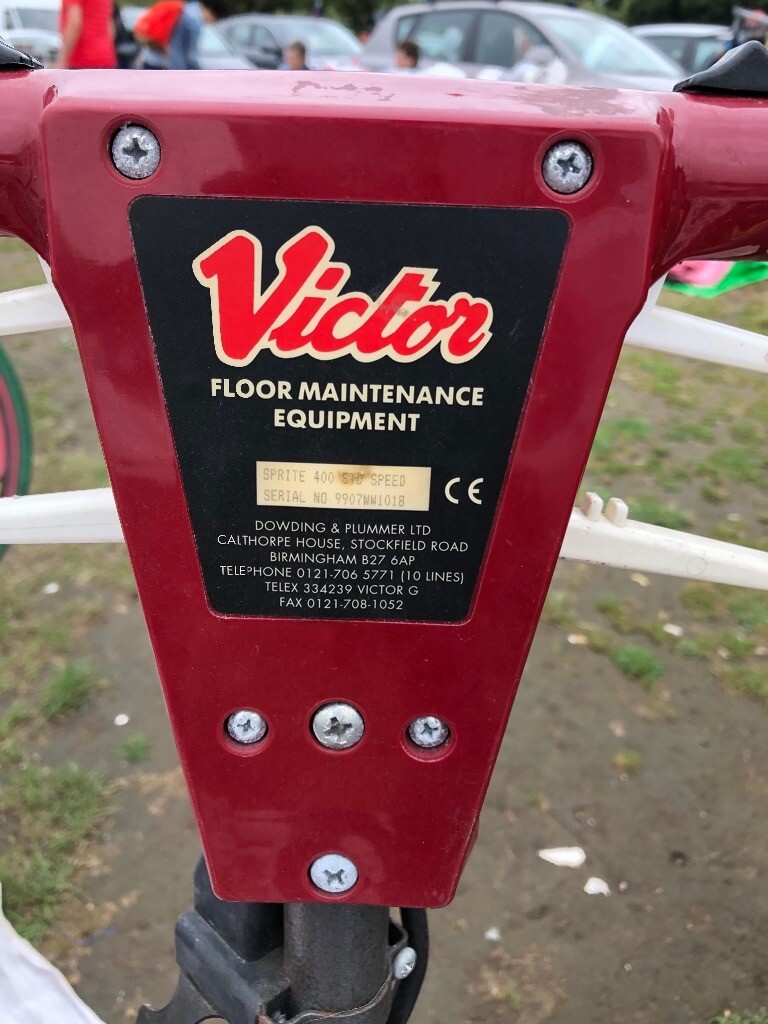 Victor
FLOOR MAINTENANCE
EQUIPMENT
SPRITE 400 STD SPEED
SERIAL NO 9907WW1018
CE
DOWDING & PLUMMER LTD
CALTHORPE HOUSE, STOCKFIELD ROAD
BIRMINGHAM B27 6AP
TELEPHONE 0121-706 5771 (10 LINES)
TELEX 334239 VICTOR G
FAX 0121-708-1052